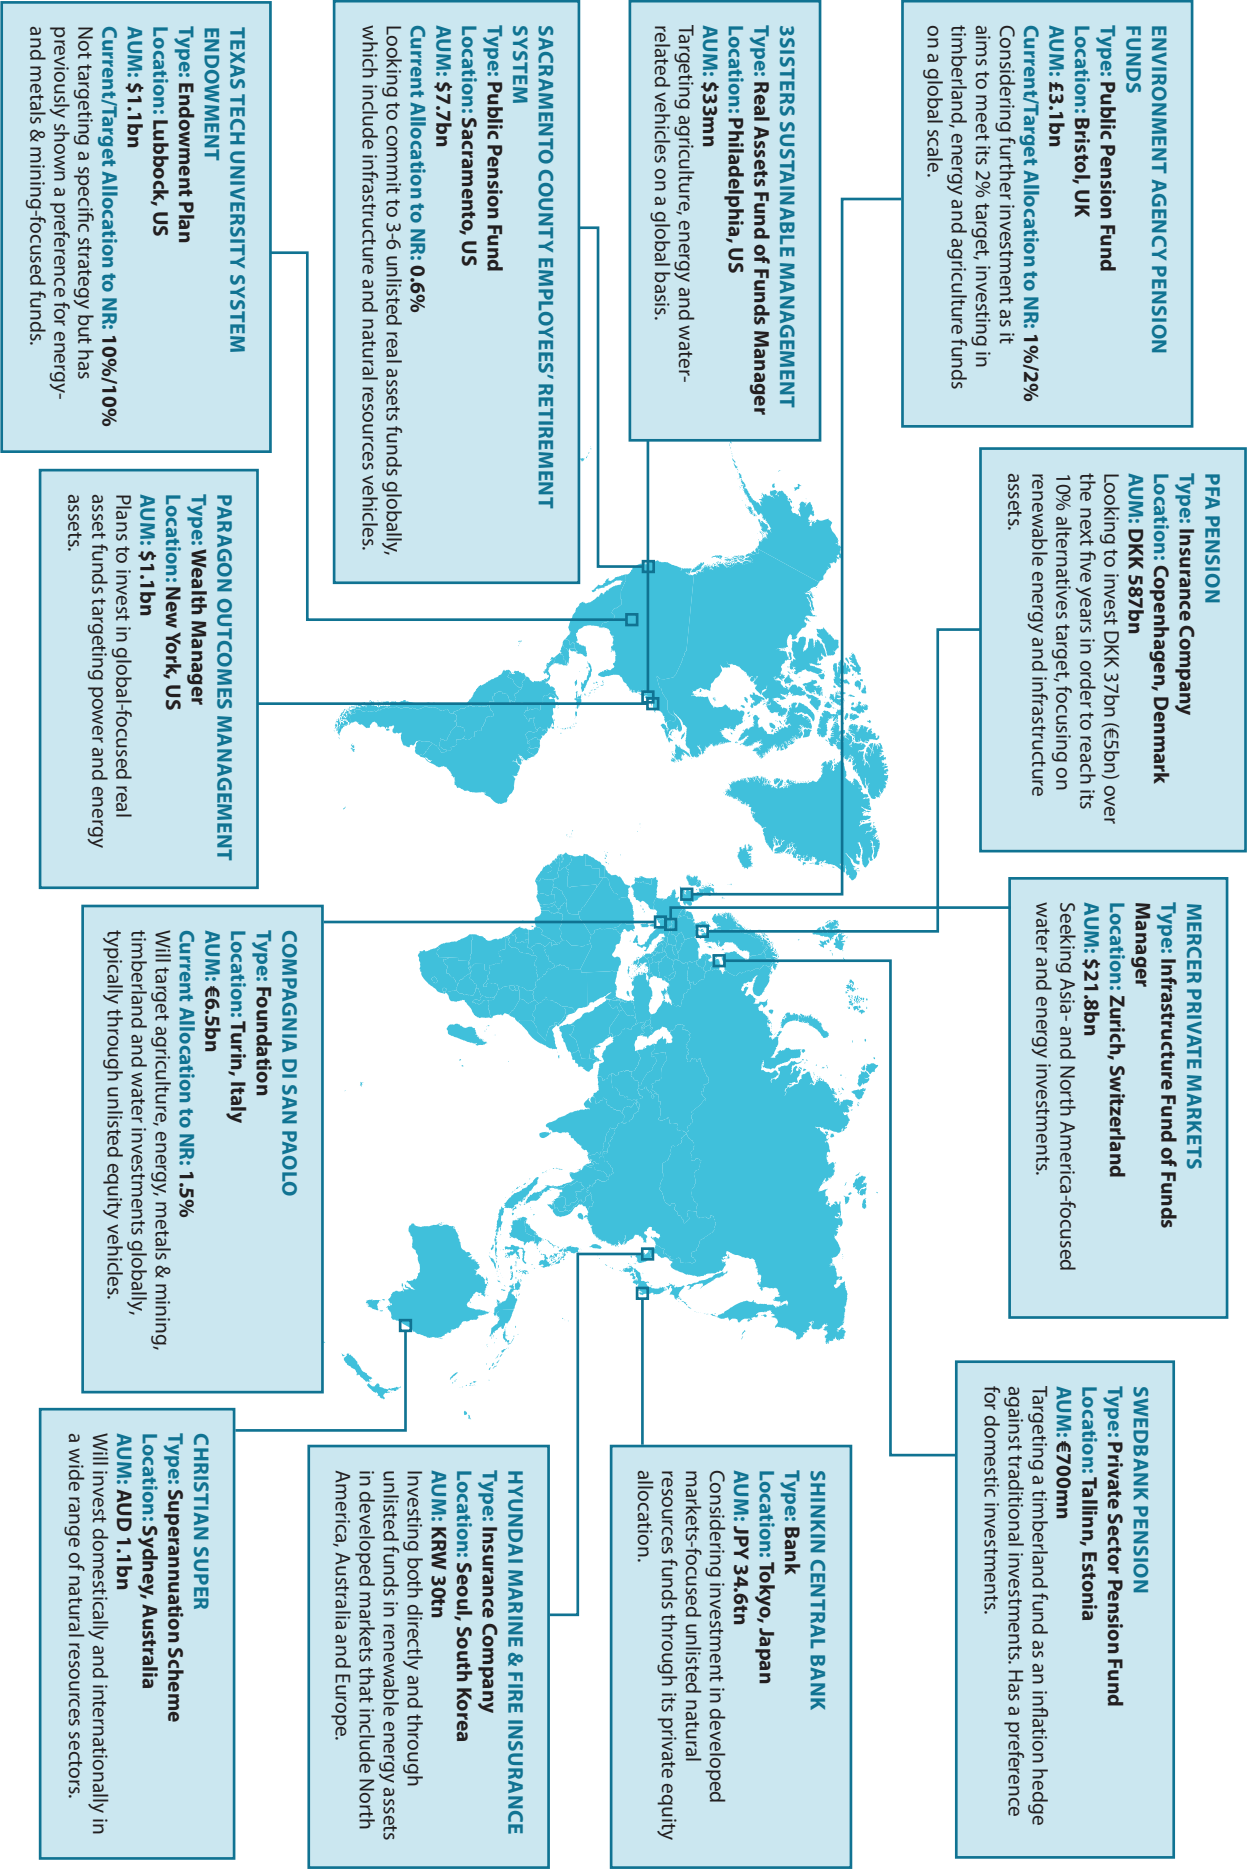 ENVIRONMENT AGENCY PENSION
FUNDS
Type: Public Pension Fund
Location: Bristol, UK
AUM: £3.1bn
Current/Target Allocation to NR: 1%/2%
Considering further investment as it
aims to meet its 2% target, investing in
timberland, energy and agriculture funds
on a global scale.
PFA PENSION
Type: Insurance Company
Location: Copenhagen, Denmark
AUM: DKK 587bn
Looking to invest DKK 37bn (€5bn) over
the next five years in order to reach its
10% alternatives target, focusing on
renewable energy and infrastructure
assets.
MERCER PRIVATE MARKETS
Type: Infrastructure Fund of Funds
Manager
Location: Zurich, Switzerland
AUM: $21.8bn
Seeking Asia- and North America-focused
water and energy investments.
SWEDBANK PENSION
Type: Private Sector Pension Fund
Location: Tallinn, Estonia
AUM: €700mn
Targeting a timberland fund as an inflation hedge
against traditional investments. Has a preference
for domestic investments.
3SISTERS SUSTAINABLE MANAGEMENT
Type: Real Assets Fund of Funds Manager
Location: Philadelphia, US
AUM: $33mn
Targeting agriculture, energy and water-
related vehicles on a global basis.
SHINKIN CENTRAL BANK
Type: Bank
Location: Tokyo, Japan
AUM: JPY 34.6tn
Considering investment in developed
markets-focused unlisted natural
resources funds through its private equity
allocation.
SACRAMENTO COUNTY EMPLOYEES' RETIREMENT
SYSTEM
Type: Public Pension Fund
Location: Sacramento, US
AUM: $7.7bn
Current Allocation to NR: 0.6%
Looking to commit to 3-6 unlisted real assets funds globally,
which include infrastructure and natural resources vehicles.
HYUNDAI MARINE & FIRE INSURANCE
Type: Insurance Company
Location: Seoul, South Korea
AUM: KRW 30tn
Investing both directly and through
unlisted funds in renewable energy assets
in developed markets that include North
America, Australia and Europe.
TEXAS TECH UNIVERSITY SYSTEM
ENDOWMENT
Type: Endowment Plan
Location: Lubbock, US
AUM: $1.1bn
Current/Target Allocation to NR: 10%/10%
Not targeting a specific strategy but has
previously shown a preference for energy-
and metals & mining-focused funds.
PARAGON OUTCOMES MANAGEMENT
Type: Wealth Manager
Location: New York, US
AUM: $1.1bn
Plans to invest in global-focused real
asset funds targeting power and energy
assets.
COMPAGNIA DI SAN PAOLO
Type: Foundation
Location: Turin, Italy
AUM: €6.5bn
Current Allocation to NR: 1.5%
Will target agriculture, energy, metals & mining,
timberland and water investments globally,
typically through unlisted equity vehicles.
CHRISTIAN SUPER
Type: Superannuation Scheme
Location: Sydney, Australia
AUM: AUD 1.1bn
Will invest domestically and internationally in
a wide range of natural resources sectors.